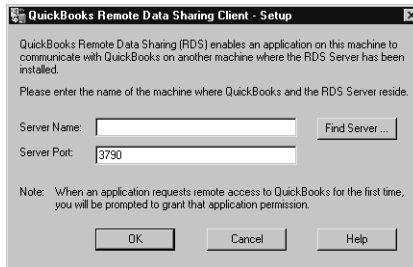 QuickBooks Remote Data Sharing Client - Setup
QuickBooks Remote Data Sharing (RDS) enables an application on this machine to
communicate with QuickBooks on another machine where the RDS Server has been
installed.
Please enter the name of the machine where QuickBooks and the RDS Server reside.
Server Name:
Find Server ...
Server Port:
3790
Note: When an application requests remote access to QuickBooks for the first time,
you will be prompted to grant that application permission.
OK
Cancel
Help